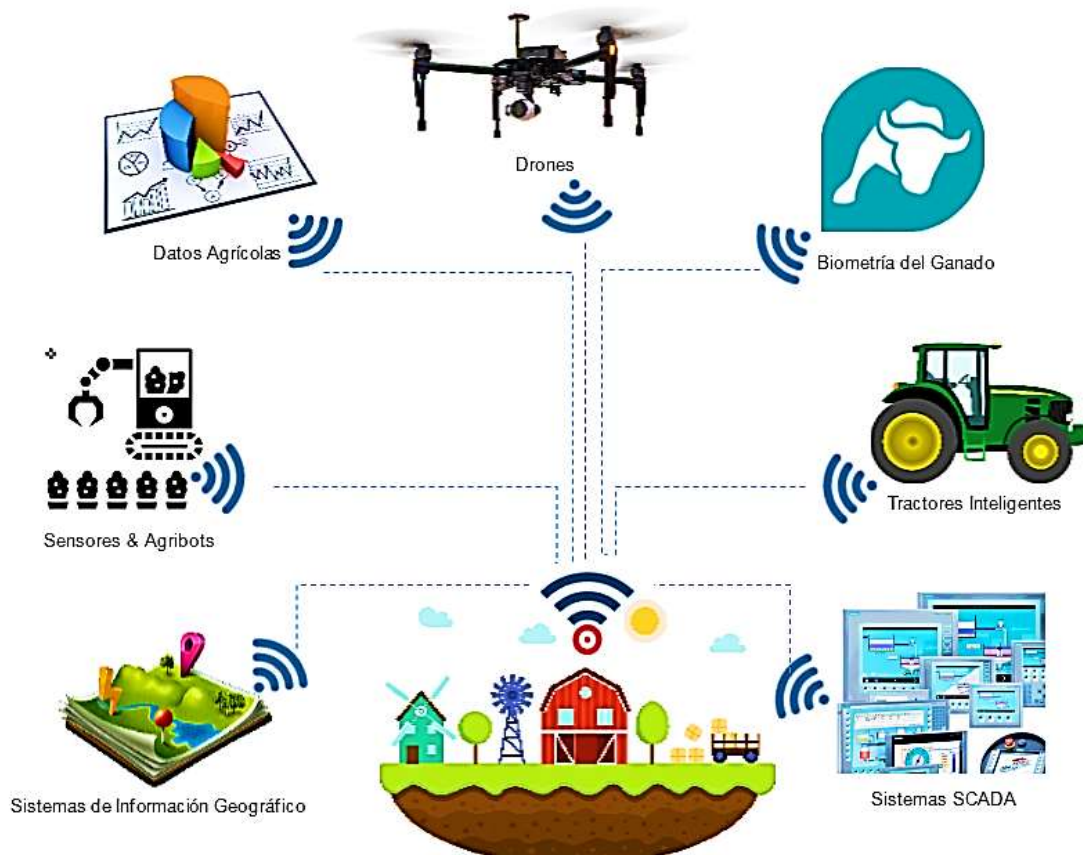 Drones
Datos Agrícolas
Biometría del Ganado
Tractores Inteligentes
Sensores & Agribots
Sistemas de Información Geográfico
Sistemas SCADA